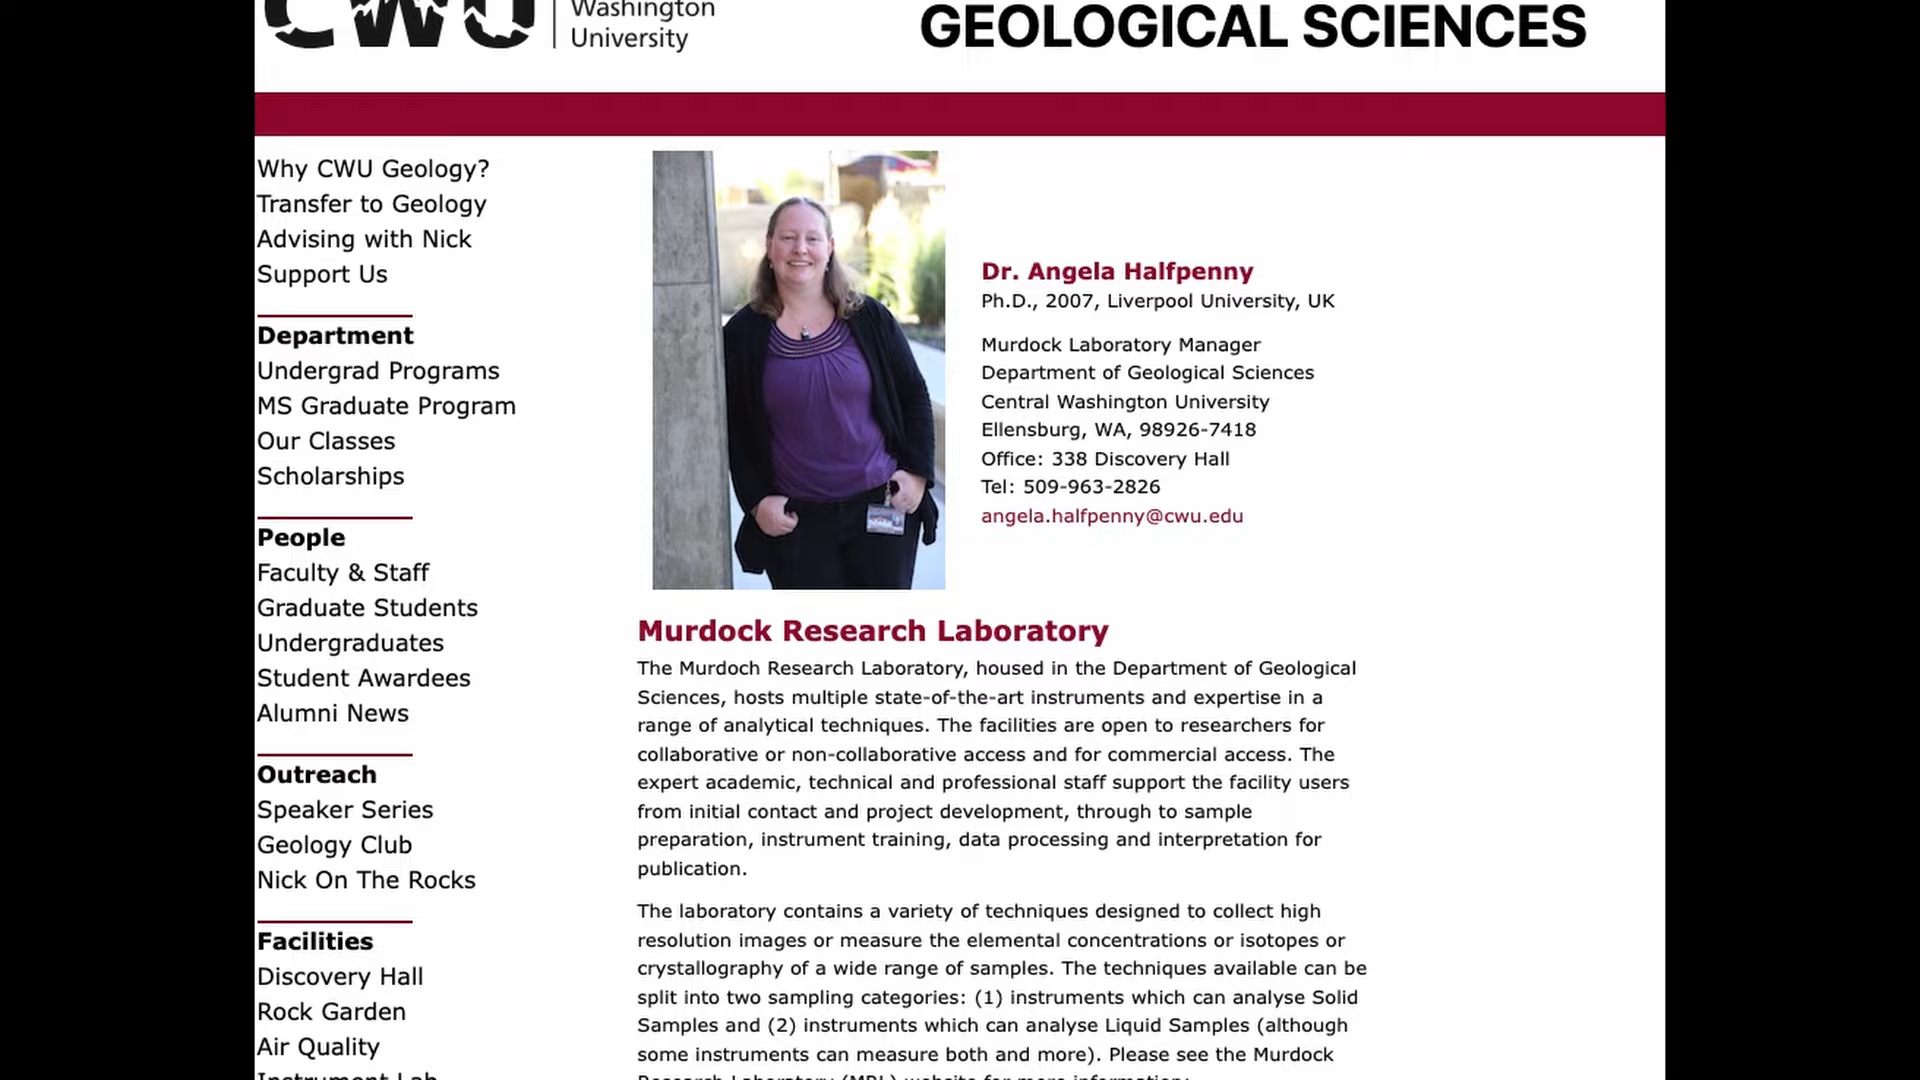 CWU
Washington
University
GEOLOGICAL SCIENCES
Why CWU Geology?
Transfer to Geology
Advising with Nick
Support Us
Department
Undergrad Programs
MS Graduate Program
Our Classes
Scholarships
People
Faculty & Staff
Graduate Students
Undergraduates
Student Awardees
Alumni News
Outreach
Speaker Series
Geology Club
Nick On The Rocks
Facilities
Discovery Hall
Rock Garden
Air Quality
Instrument Lab
Dr. Angela Halfpenny
Ph.D., 2007, Liverpool University, UK
Murdock Laboratory Manager
Department of Geological Sciences
Central Washington University
Ellensburg, WA, 98926-7418
Office: 338 Discovery Hall
Tel: 509-963-2826
angela.halfpenny@cwu.edu
Murdock Research Laboratory
The Murdoch Research Laboratory, housed in the Department of Geological
Sciences, hosts multiple state-of-the-art instruments and expertise in a
range of analytical techniques. The facilities are open to researchers for
collaborative or non-collaborative access and for commercial access. The
expert academic, technical and professional staff support the facility users
from initial contact and project development, through to sample
preparation, instrument training, data processing and interpretation for
publication.
The laboratory contains a variety of techniques designed to collect high
resolution images or measure the elemental concentrations or isotopes or
crystallography of a wide range of samples. The techniques available can be
split into two sampling categories: (1) instruments which can analyse Solid
Samples and (2) instruments which can analyse Liquid Samples (although
some instruments can measure both and more). Please see the Murdock
Research Laboratory (MRL) website for more information: